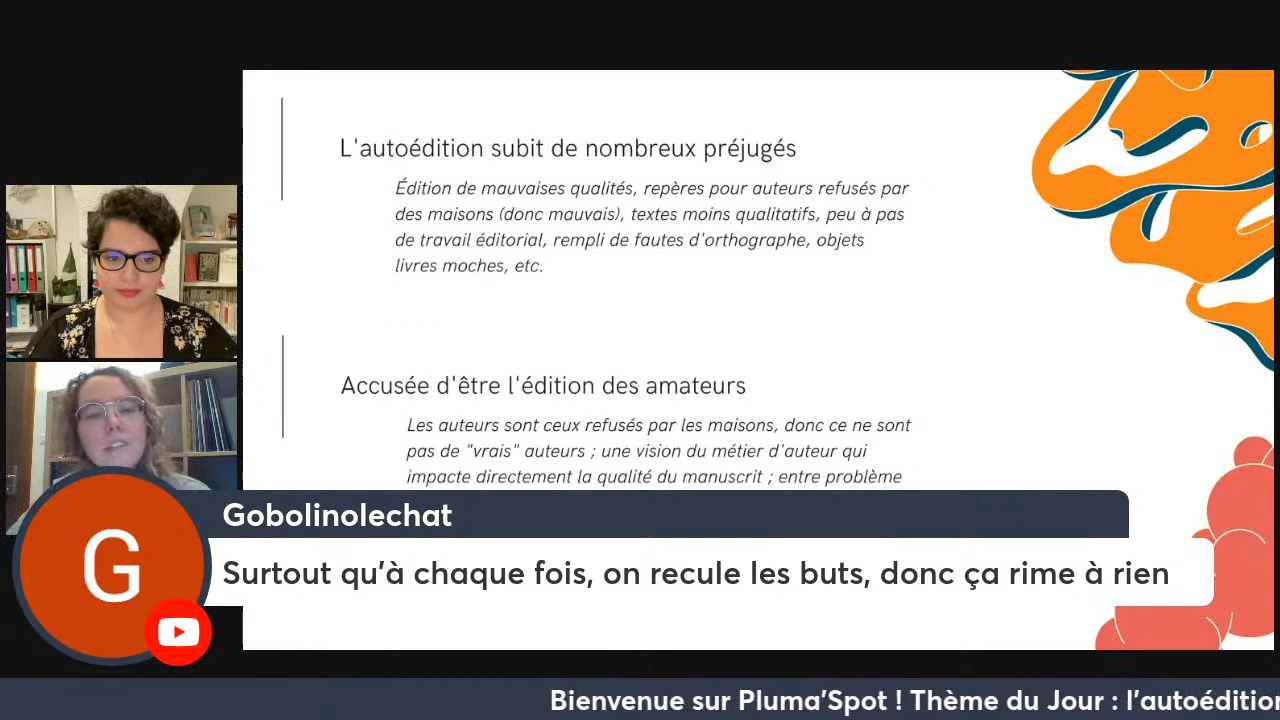 L'autoédition subit de nombreux préjugés
Édition de mauvaises qualités, repères pour auteurs refusés par
des maisons (donc mauvais), textes moins qualitatifs, peu à pas
de travail éditorial, rempli de fautes d'orthographe, objets
livres moches, etc.
Accusée d'être l'édition des amateurs
Les auteurs sont ceux refusés par les maisons, donc ce ne sont
pas de "vrais" auteurs ; une vision du métier d'auteur qui
impacte directement la qualité du manuscrit ; entre problème
G
Gobolinolechat
Surtout qu'à chaque fois, on recule les buts, donc ça rime à rien
Bienvenue sur Pluma'Spot ! Thème du Jour : l'autoédition